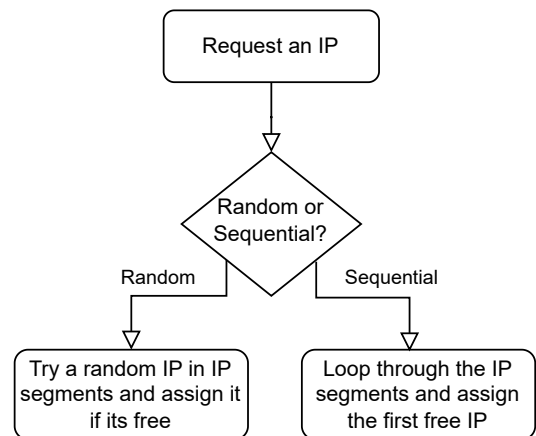 Request an IP
Random or
Sequential?
Random
Sequential
Try a random IP in IP
segments and assign it
if its free
Loop through the IP
segments and assign
the first free IP